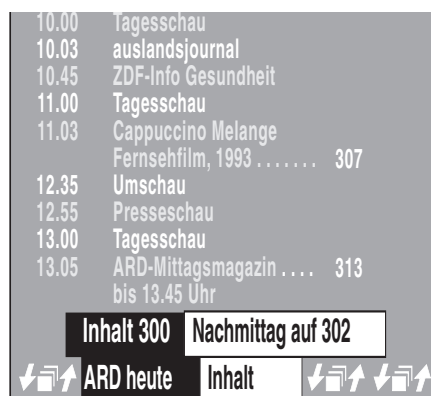 10.00 Tagesschau
10.03 auslandsjournal
10.45 ZDF-Info Gesundheit
11.00 Tagesschau
11.03 Cappuccino Melange
Fernsehfilm, 1993 . . . . . . . 307
12.35 Umschau
12.55 Presseschau
13.00 Tagesschau
13.05 ARD-Mittagsmagazin . . . . 313
bis 13.45 Uhr
Inhalt 300 Nachmittag auf 302
ARD heute Inhalt